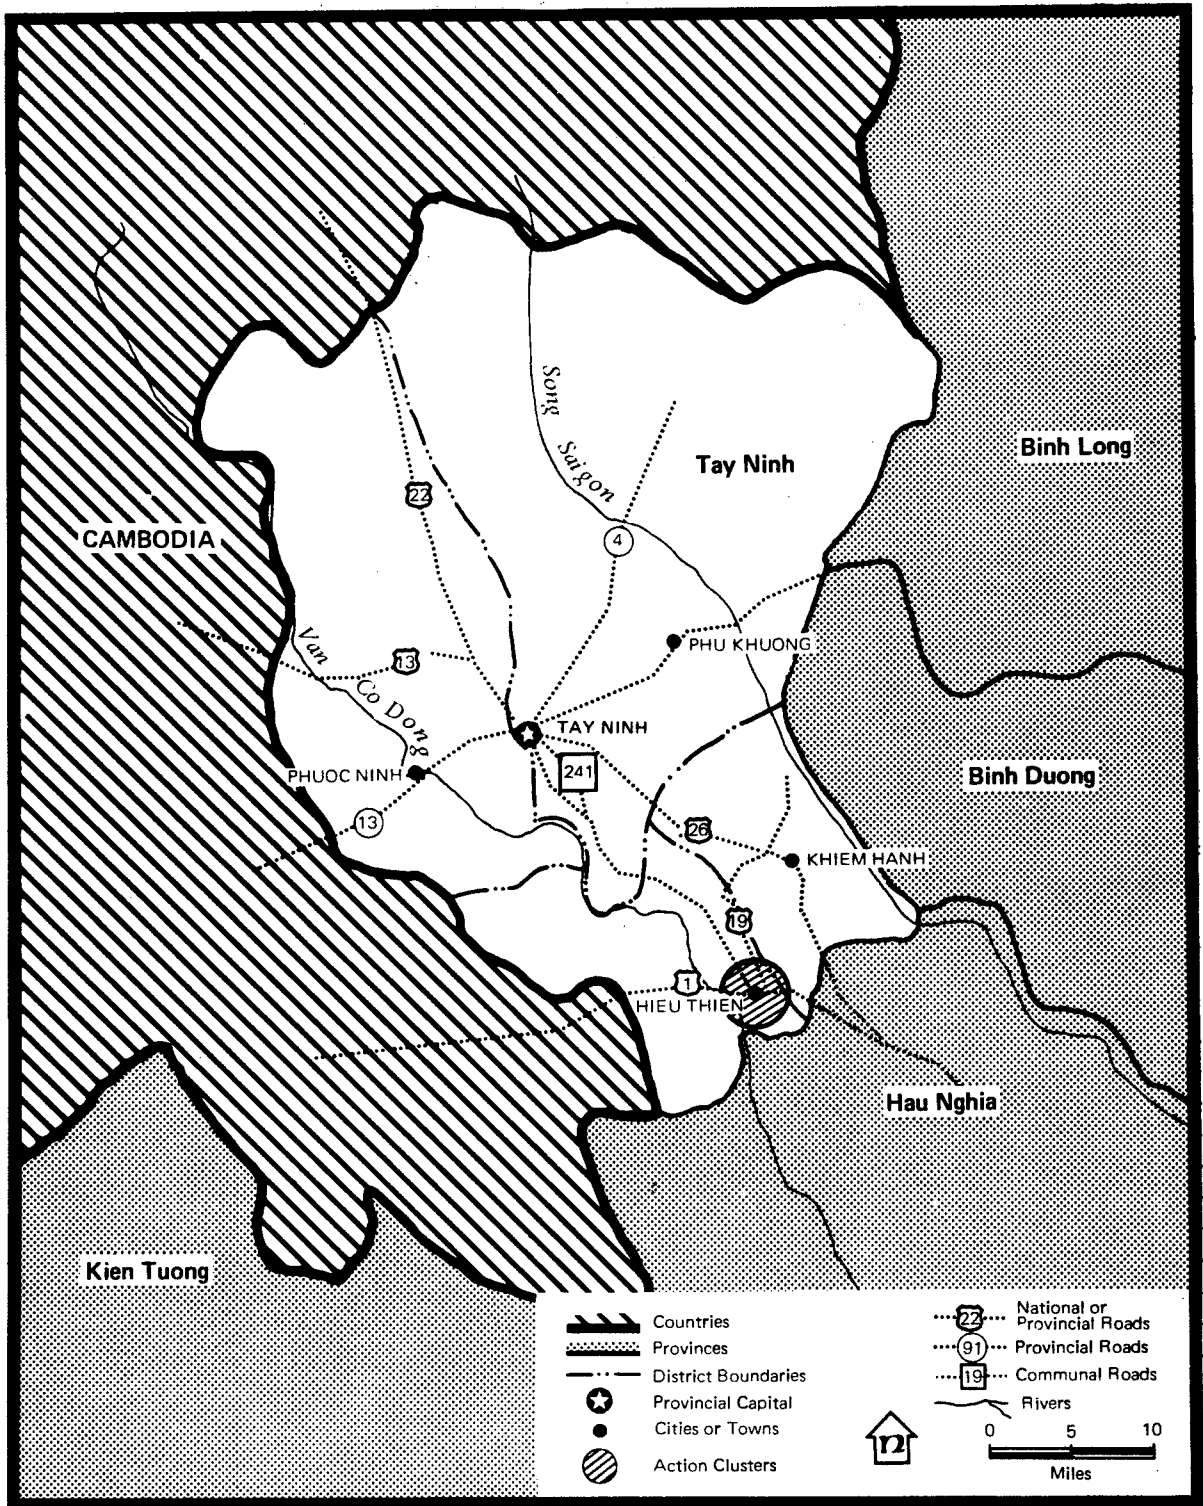 Song
Saigon
Tay Ninh
Binh Long
22
CAMBODIA
4
Van
Co Dong
13
PHU KHUONG
TAY NINH
241
PHUOC NINH
Binh Duong
13
26
KHIEM HANH
19
1
HIEU THIEN
Hau Nghia
Kien Tuong
Countries
Provinces
District Boundaries
Provincial Capital
Cities or Towns
Action Clusters
22
National or
Provincial Roads
91
Provincial Roads
19
Communal Roads
Rivers
n
0 5 10
Miles